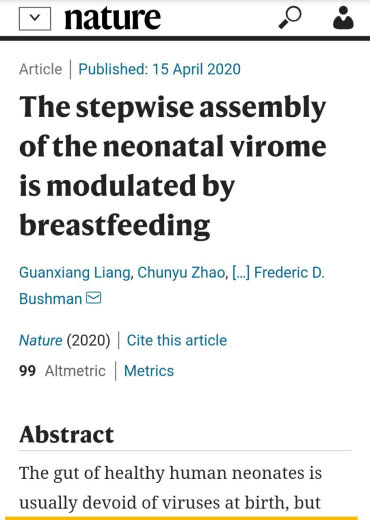 nature
Article | Published: 15 April 2020
The stepwise assembly
of the neonatal virome
is modulated by
breastfeeding
Guanxiang Liang, Chunyu Zhao, [...] Frederic D.
Bushman
Nature (2020) | Cite this article
99 Altmetric | Metrics
Abstract
The gut of healthy human neonates is
usually devoid of viruses at birth, but